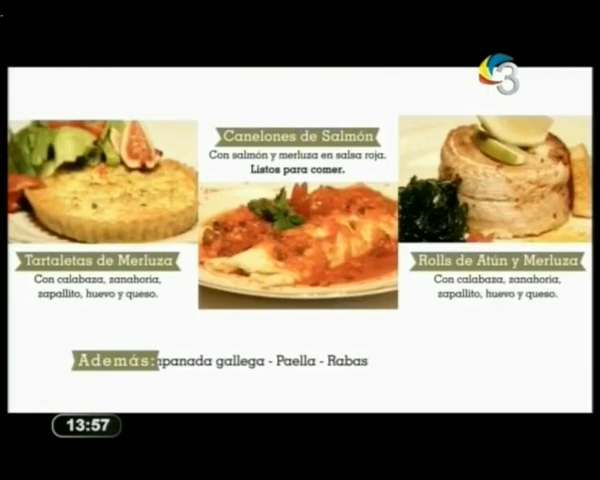 3
Canelones de Salmón
Con salmón y merluza en salsa roja.
Listos para comer.
Tartaletas de Merluza
Con calabaza, zanahoria,
zapallito, huevo y queso.
Rolls de Atún y Merluza
Con calabaza, zanahoria,
zapallito, huevo y queso.
Además: panada gallega - Paella - Rabas
13:57